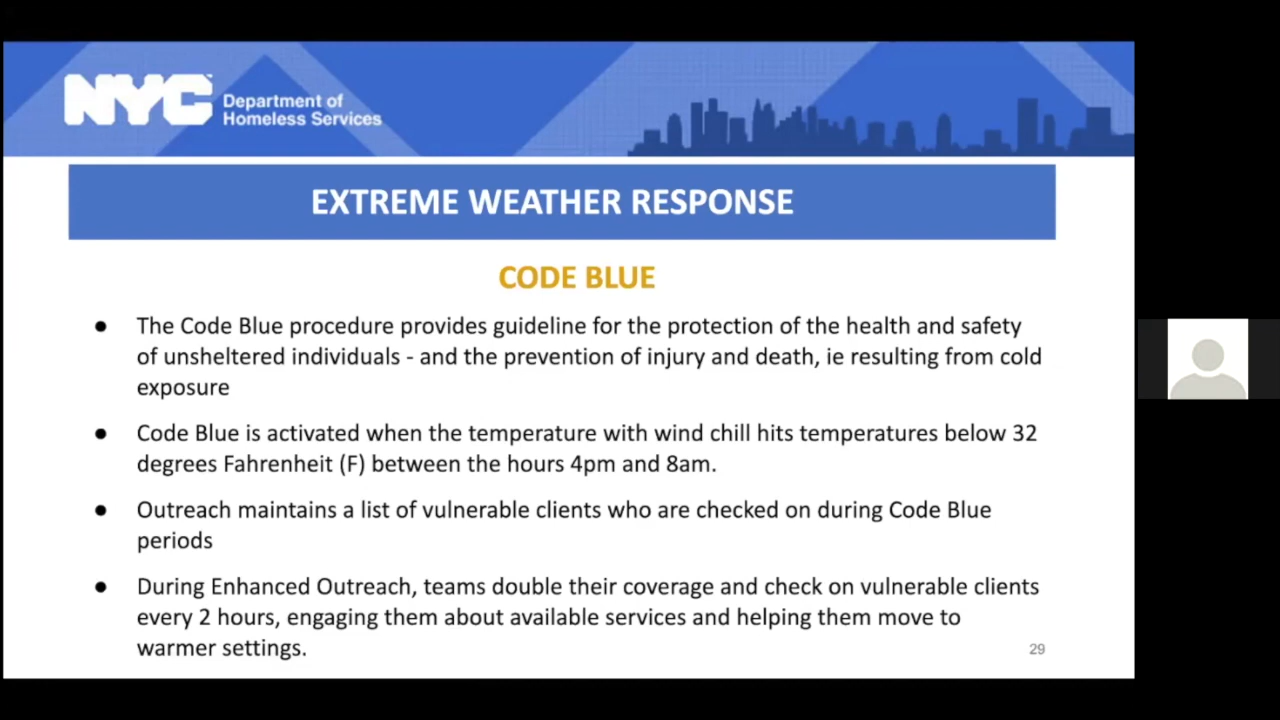 NYC
Department of
Homeless Services
EXTREME WEATHER RESPONSE
CODE BLUE
● The Code Blue procedure provides guideline for the protection of the health and safety
of unsheltered individuals - and the prevention of injury and death, ie resulting from cold
exposure
● Code Blue is activated when the temperature with wind chill hits temperatures below 32
degrees Fahrenheit (F) between the hours 4pm and 8am.
● Outreach maintains a list of vulnerable clients who are checked on during Code Blue
periods
● During Enhanced Outreach, teams double their coverage and check on vulnerable clients
every 2 hours, engaging them about available services and helping them move to
warmer settings.
29